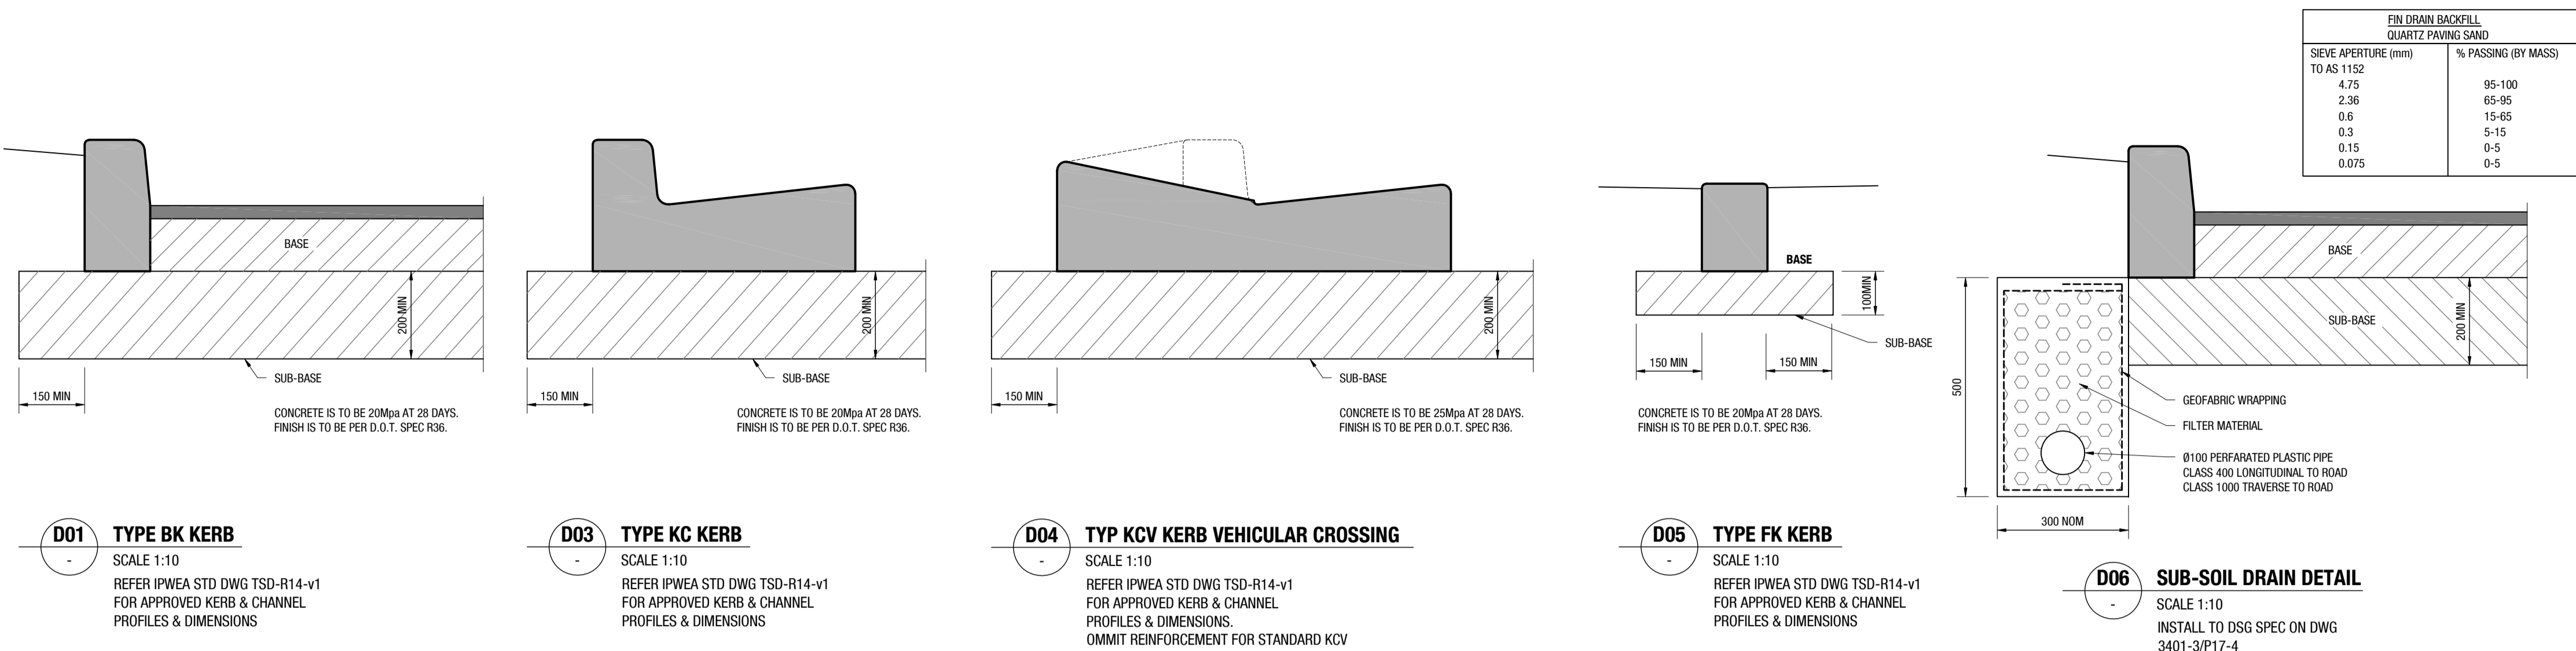 BASE
200 MIN
SUB-BASE
150 MIN
CONCRETE IS TO BE 20Mpa AT 28 DAYS.
FINISH IS TO BE PER D.O.T. SPEC R36.
D01
-
TYPE BK KERB
SCALE 1:10
REFER IPWEA STD DWG TSD-R14-v1
FOR APPROVED KERB & CHANNEL
PROFILES & DIMENSIONS
200 MIN
SUB-BASE
150 MIN
CONCRETE IS TO BE 20Mpa AT 28 DAYS.
FINISH IS TO BE PER D.O.T. SPEC R36.
D03
-
TYPE KC KERB
SCALE 1:10
REFER IPWEA STD DWG TSD-R14-v1
FOR APPROVED KERB & CHANNEL
PROFILES & DIMENSIONS
200 MIN
SUB-BASE
150 MIN
CONCRETE IS TO BE 25Mpa AT 28 DAYS.
FINISH IS TO BE PER D.O.T. SPEC R36.
D04
-
TYP KCV KERB VEHICULAR CROSSING
SCALE 1:10
REFER IPWEA STD DWG TSD-R14-v1
FOR APPROVED KERB & CHANNEL
PROFILES & DIMENSIONS.
OMMIT REINFORCEMENT FOR STANDARD KCV
BASE
100MIN
SUB-BASE
150 MIN
150 MIN
CONCRETE IS TO BE 20Mpa AT 28 DAYS.
FINISH IS TO BE PER D.O.T. SPEC R36.
D05
-
TYPE FK KERB
SCALE 1:10
REFER IPWEA STD DWG TSD-R14-v1
FOR APPROVED KERB & CHANNEL
PROFILES & DIMENSIONS
FIN DRAIN BACKFILL
QUARTZ PAVING SAND
SIEVE APERTURE (mm) % PASSING (BY MASS)
TO AS 1152
4.75 95-100
2.36 65-95
0.6 15-65
0.3 5-15
0.15 0-5
0.075 0-5
BASE
SUB-BASE
200 MIN
500
GEOFABRIC WRAPPING
FILTER MATERIAL
Ø100 PERFARATED PLASTIC PIPE
CLASS 400 LONGITUDINAL TO ROAD
CLASS 1000 TRAVERSE TO ROAD
300 NOM
D06
-
SUB-SOIL DRAIN DETAIL
SCALE 1:10
INSTALL TO DSG SPEC ON DWG
3401-3/P17-4